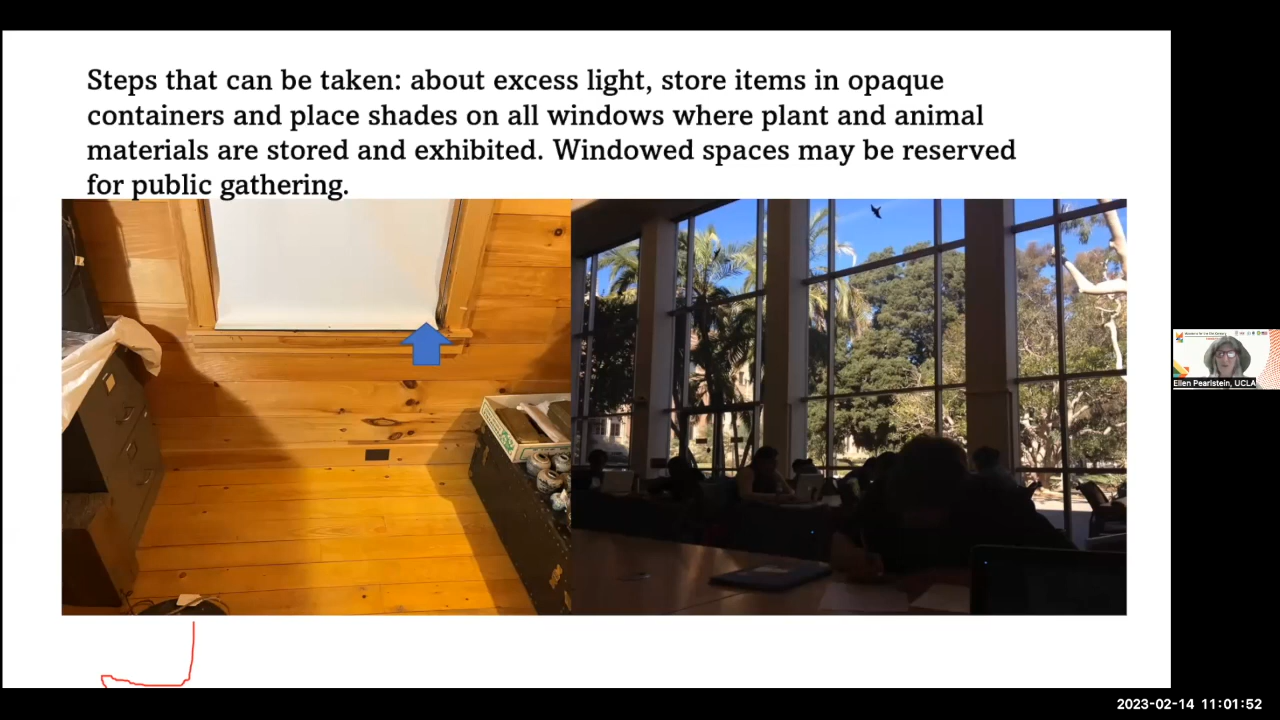 Steps that can be taken: about excess light, store items in opaque
containers and place shades on all windows where plant and animal
materials are stored and exhibited. Windowed spaces may be reserved
for public gathering.
Ellen Pearlstein, UCLA
2023-02-14 11:01:52